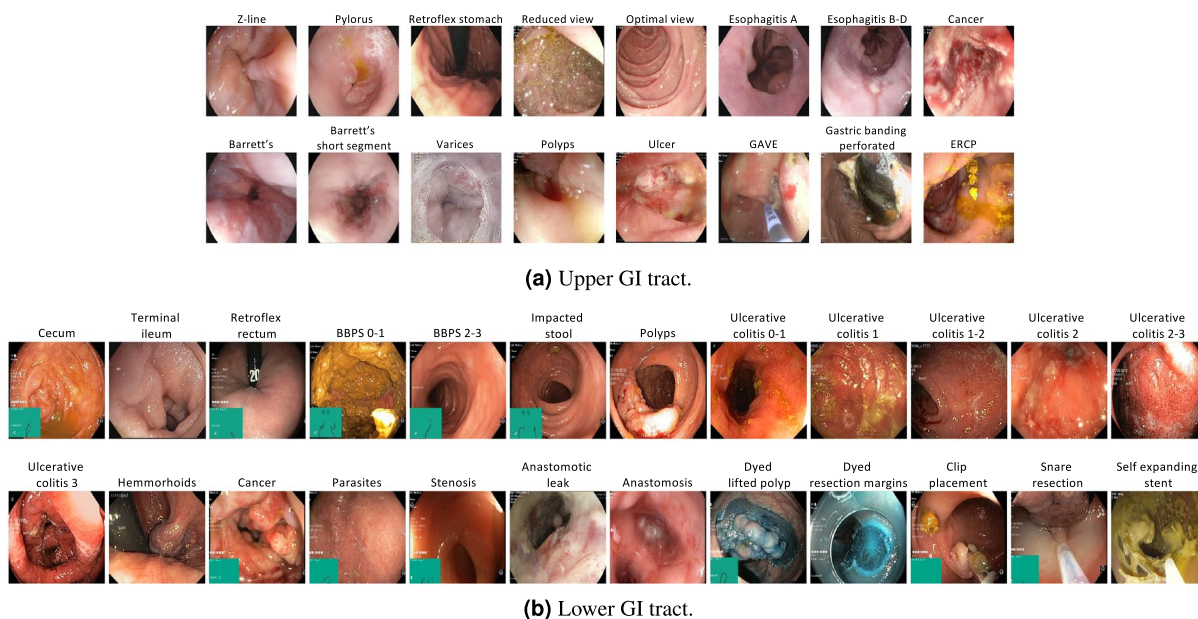 Z-line
Pylorus
Retroflex stomach
Reduced view
Optimal view
Esophagitis A
Esophagitis B-D
Cancer
Barrett's
Barrett's
short segment
Varices
Polyps
Ulcer
GAVE
Gastric banding
perforated
ERCP
(a) Upper GI tract.
Cecum
Terminal
ileum
Retroflex
rectum
BBPS 0-1
BBPS 2-3
Impacted
stool
Polyps
Ulcerative
colitis 0-1
Ulcerative
colitis 1
Ulcerative
colitis 1-2
Ulcerative
colitis 2
Ulcerative
colitis 2-3
20
Ulcerative
colitis 3
Hemmorhoids
Cancer
Parasites
Stenosis
Anastomotic
leak
Anastomosis
Dyed
lifted polyp
Dyed
resection margins
Clip
placement
Snare
resection
Self expanding
stent
(b) Lower GI tract.